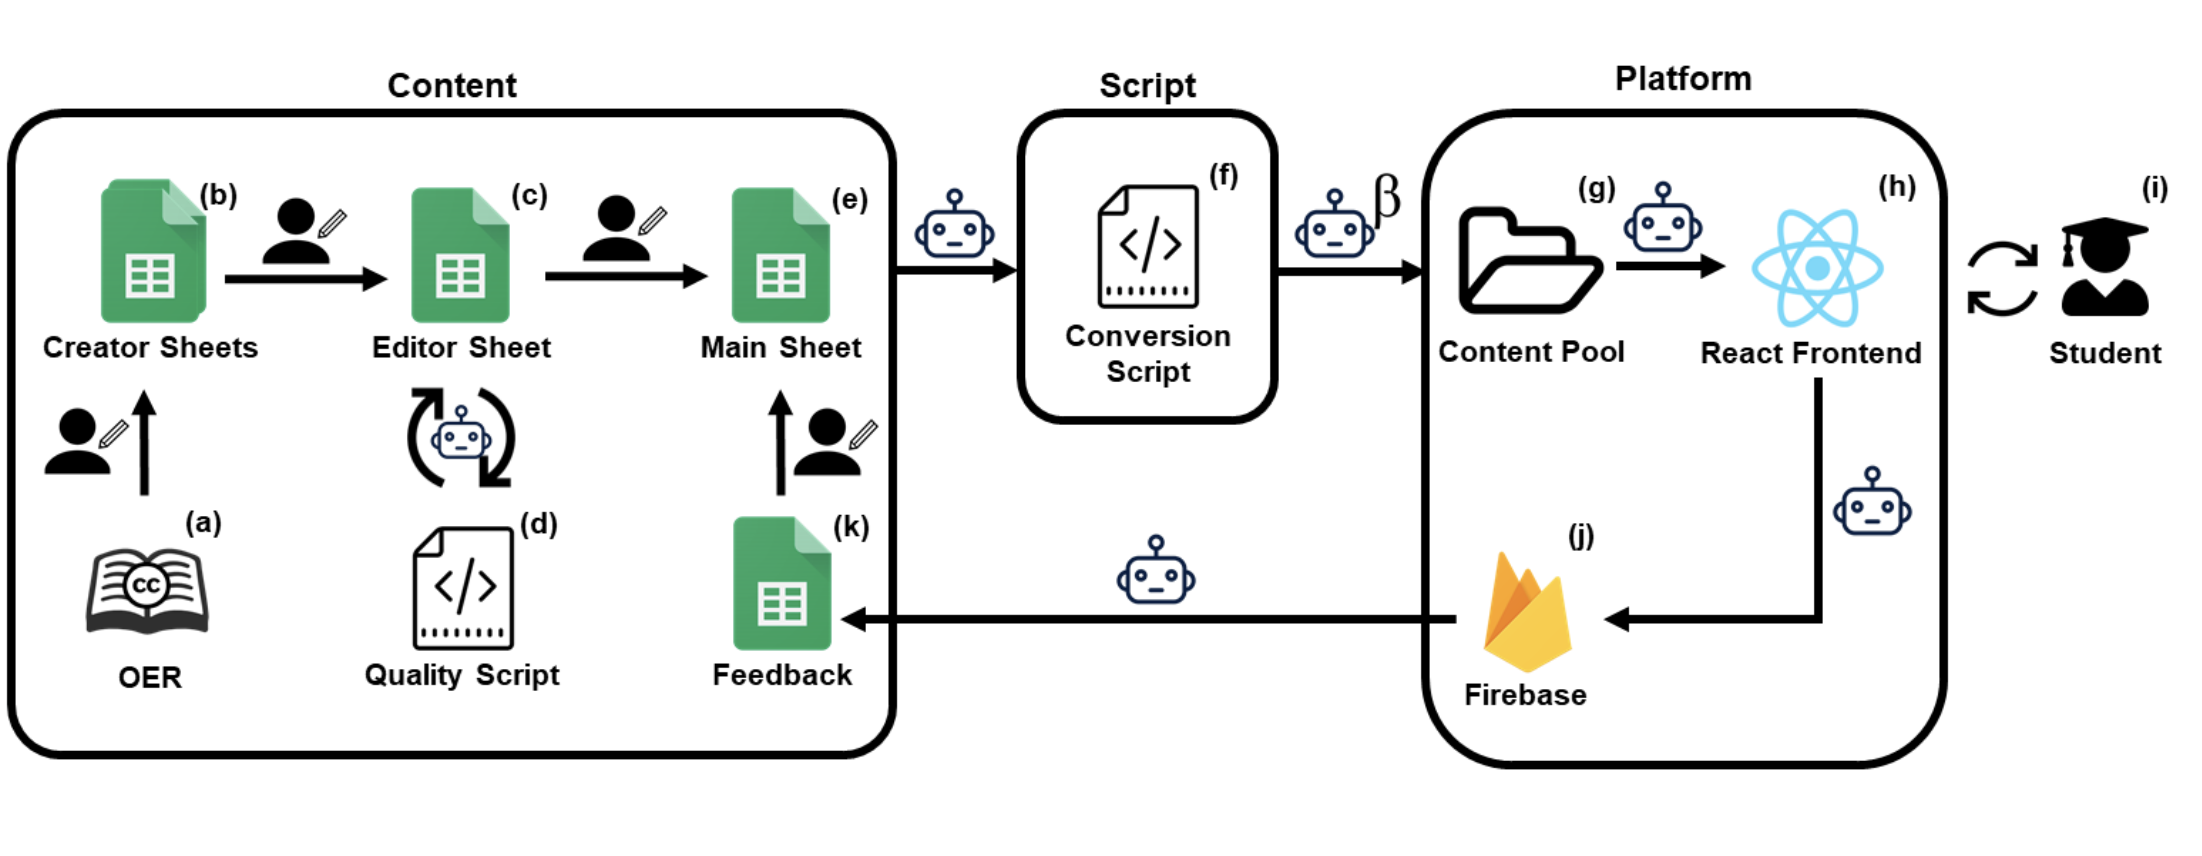 Content
Script
Platform
(b)
(c)
(e)
(f)
β
(g)
(h)
(i)
Creator Sheets
Editor Sheet
Main Sheet
Conversion
Script
Content Pool
React Frontend
Student
(a)
(d)
(k)
(j)
CC
OER
Quality Script
Feedback
Firebase